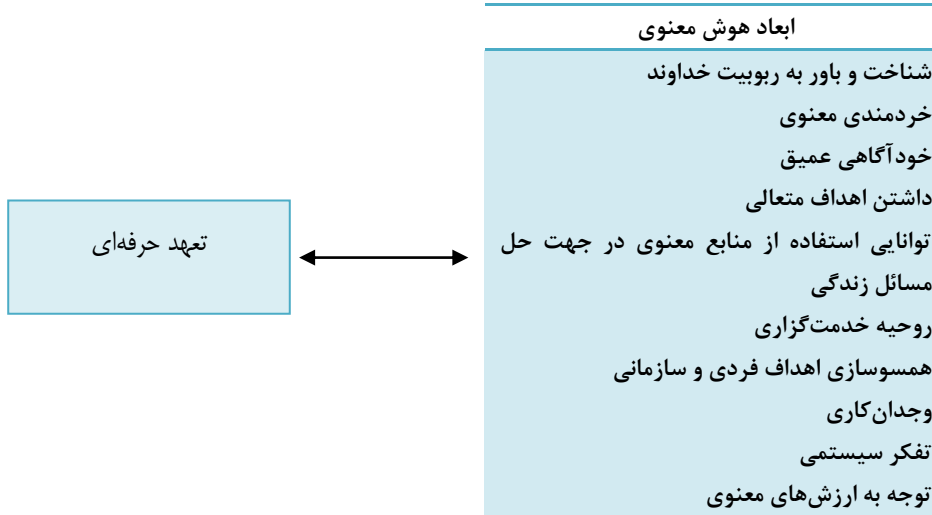 ابعاد هوش معنوی
شناخت و باور به ربوبیت خداوند
خردمندی معنوی
خودآگاهی عمیق
داشتن اهداف متعالی
توانایی استفاده از منابع معنوی در جهت حل
مسائل زندگی
روحیه خدمت‌گزاری
همسوسازی اهداف فردی و سازمانی
وجدان‌کاری
تفکر سیستمی
توجه به ارزش‌های معنوی
تعهد حرفه‌ای